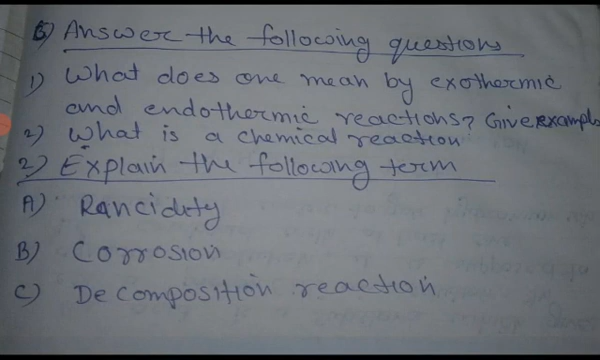 6) Answer the following questions
1) What does one mean by exothermic
and endothermic reactions? Give example
2) What is a chemical reaction
2) Explain the following term
A) Rancidity
B) Corrosion
C) Decomposition reaction